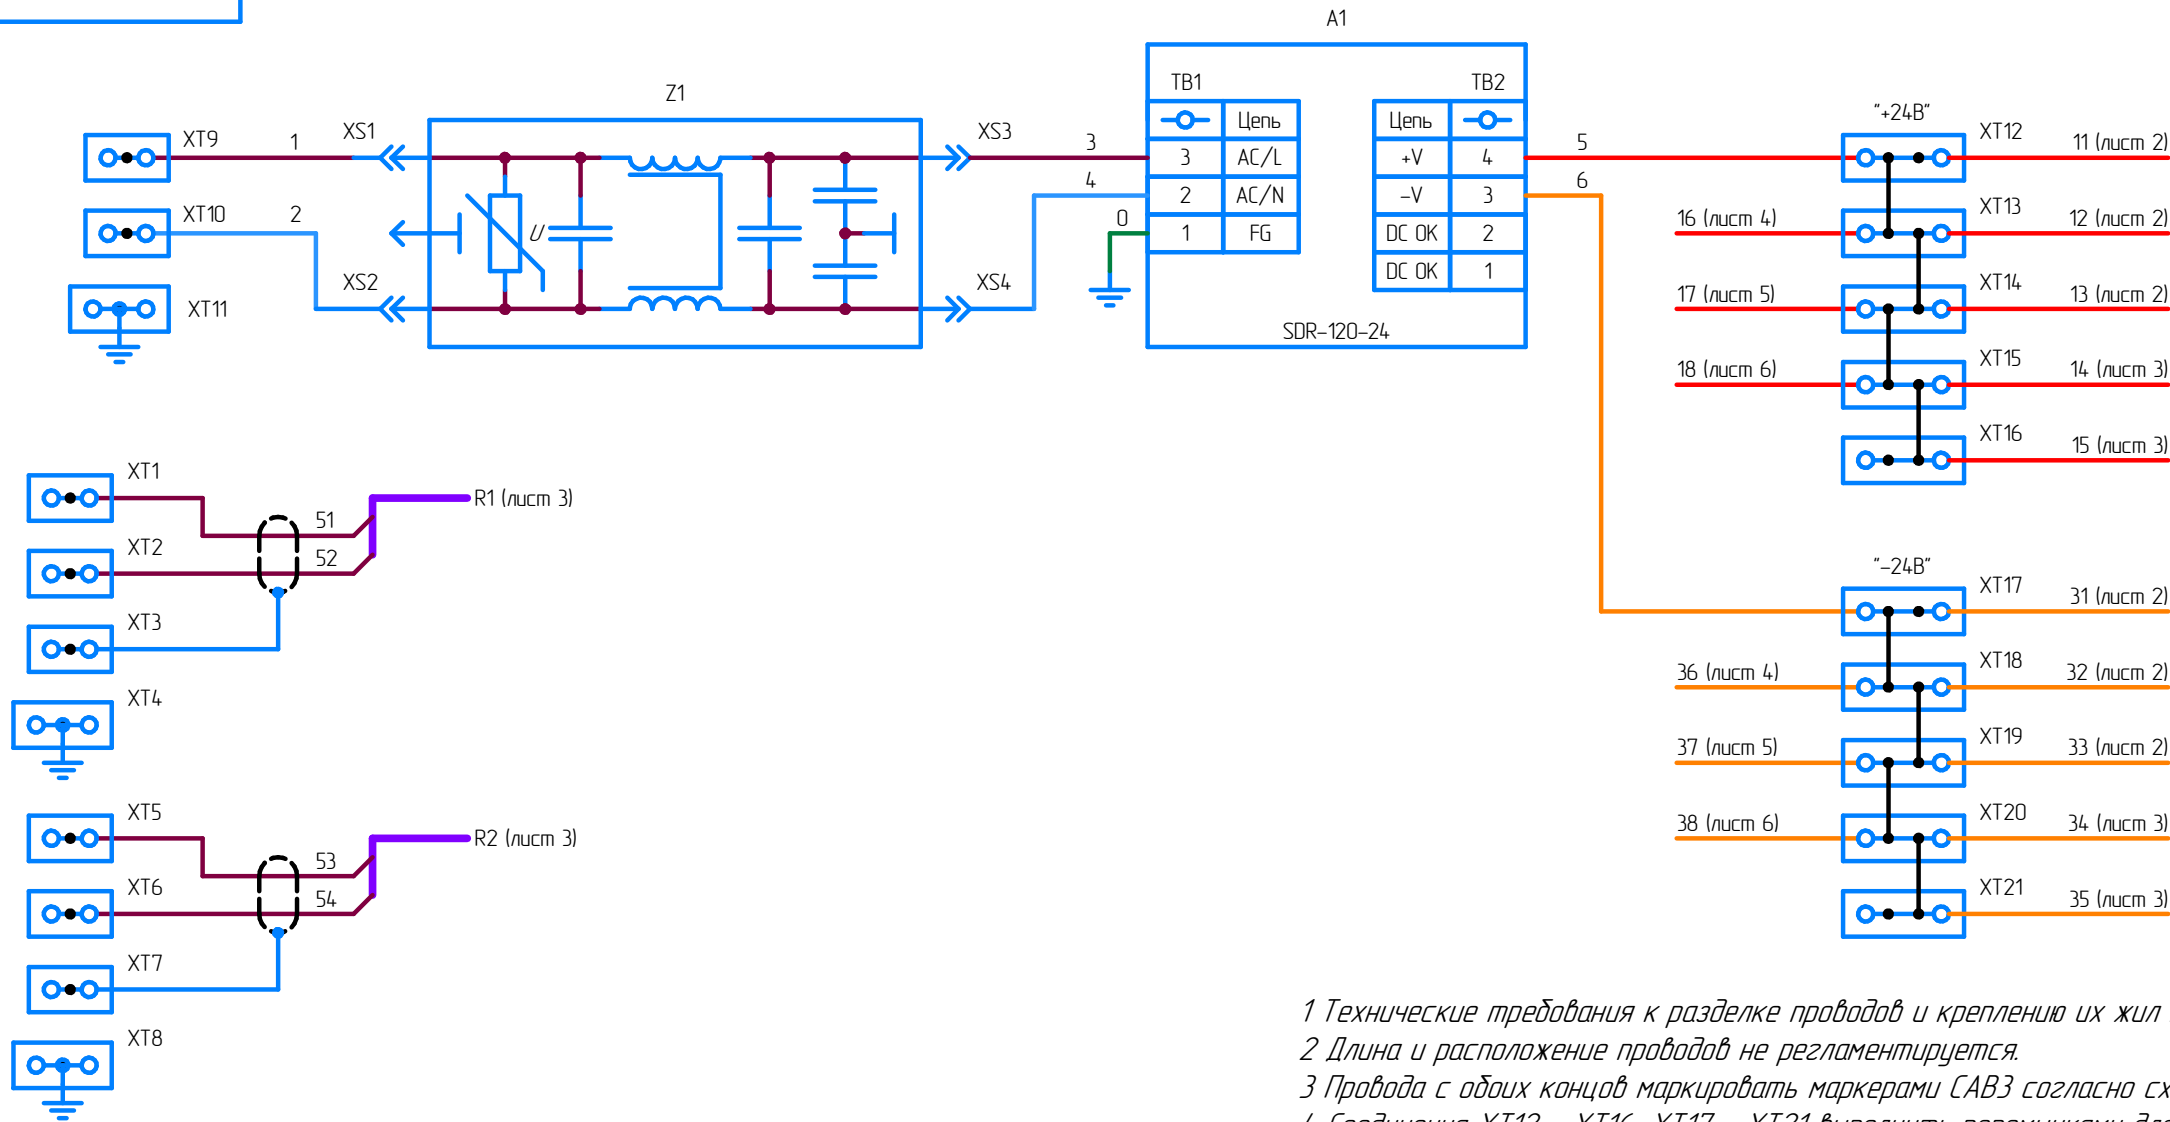 A1
Z1
TB1
TB2
Цепь
3 AC/L
2 AC/N
1 FG
Цепь
+V 4
-V 3
DC OK 2
DC OK 1
SDR-120-24
XT9
1
XS1
XS3
3
XT10
2
4
U
0
XS2
XS4
XT11
5
6
"+24В"
XT12
11 (лист 2)
16 (лист 4)
XT13
12 (лист 2)
17 (лист 5)
XT14
13 (лист 2)
18 (лист 6)
XT15
14 (лист 3)
XT16
15 (лист 3)
XT1
51
R1 (лист 3)
XT2
52
XT3
XT4
"-24В"
XT17
31 (лист 2)
36 (лист 4)
XT18
32 (лист 2)
37 (лист 5)
XT19
33 (лист 2)
38 (лист 6)
XT20
34 (лист 3)
XT21
35 (лист 3)
XT5
53
R2 (лист 3)
XT6
54
XT7
XT8
1 Технические требования к разделке проводов и креплению их жил
2 Длина и расположение проводов не регламентируется.
3 Провода с обоих концов маркировать маркерами САВ3 согласно сх